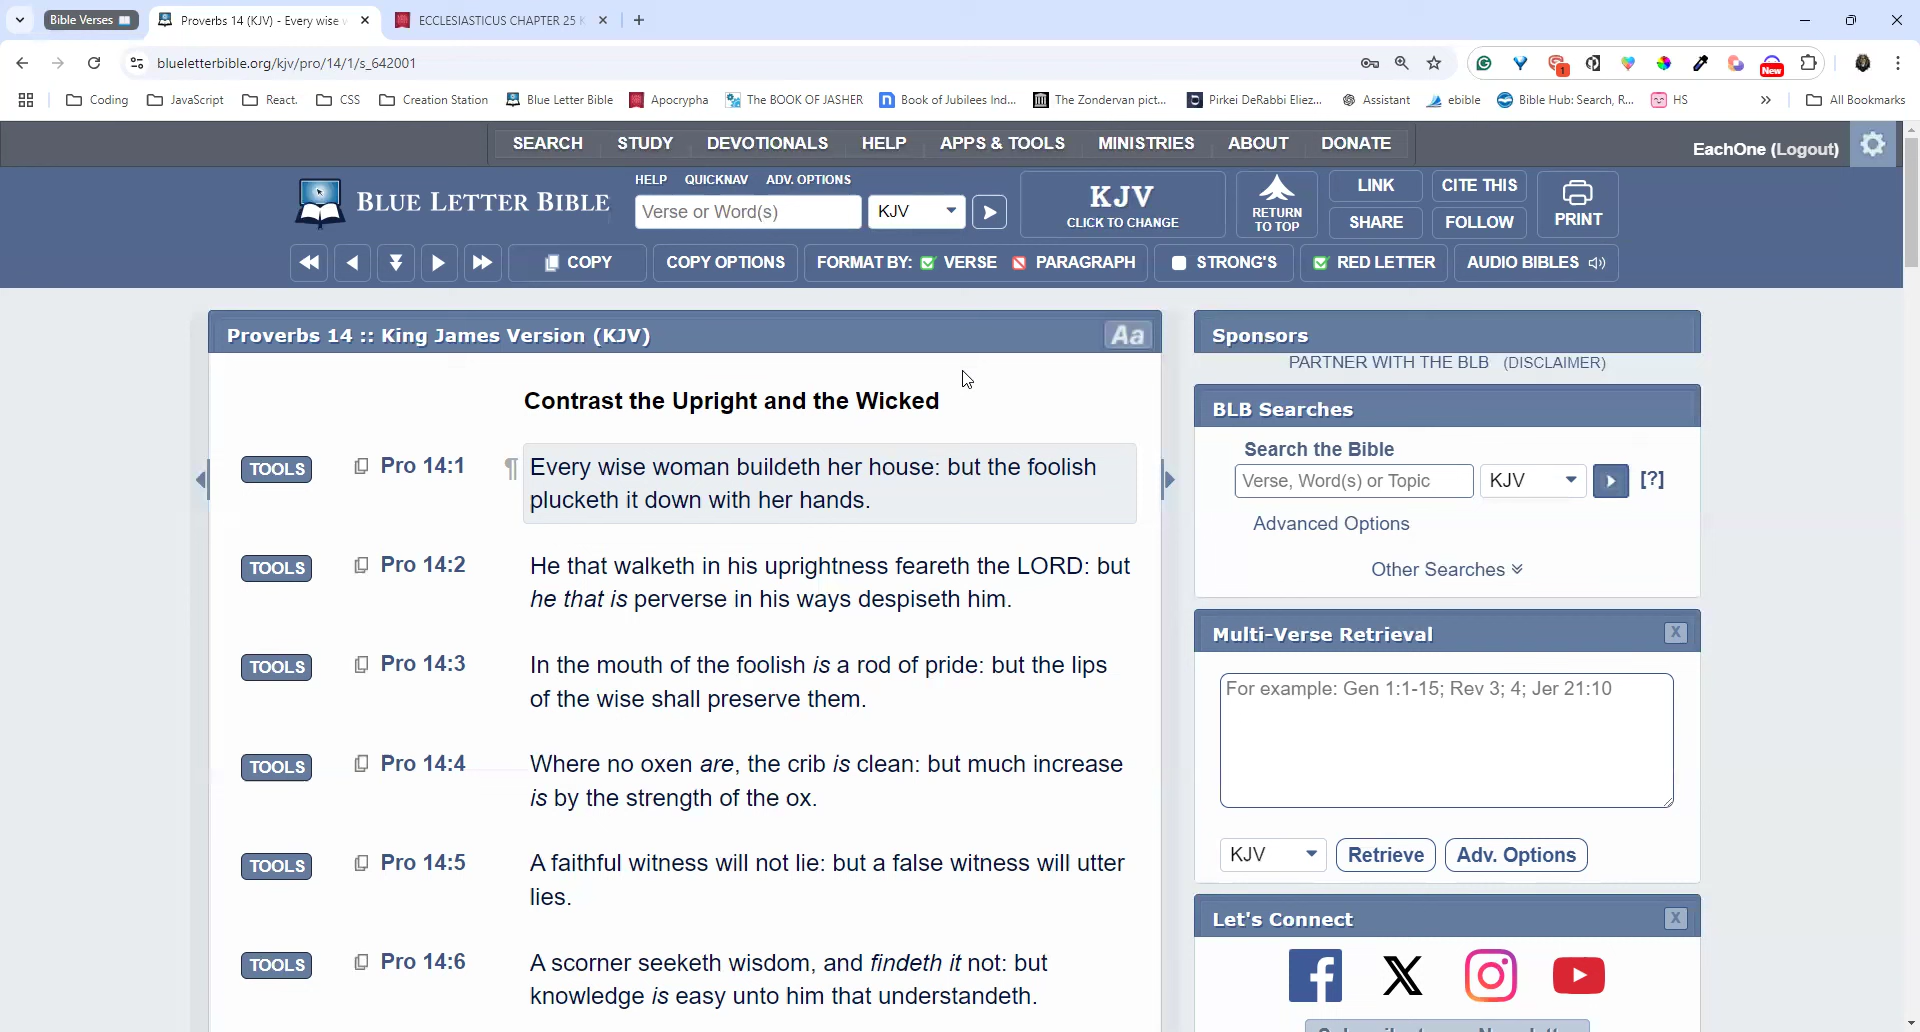 Bible Verses
Proverbs 14 (KJV) - Every wise w
ECCLESIASTICUS CHAPTER 25 K
blueletterbible.org/kjv/pro/14/1/s_642001
1
New
Coding
JavaScript
React.
CSS
Creation Station
Blue Letter Bible
Apocrypha
The BOOK OF JASHER
Book of Jubilees Ind...
The Zondervan pict...
Pirkei DeRabbi Eliez...
Assistant
ebible
Bible Hub: Search, R...
HS
»
All Bookmarks
SEARCH STUDY DEVOTIONALS HELP APPS & TOOLS MINISTRIES ABOUT DONATE
EachOne (Logout)
BLUE LETTER BIBLE
HELP QUICKNAV ADV. OPTIONS
Verse or Word(s)
KJV
KJV
CLICK TO CHANGE
RETURN
TO TOP
LINK
CITE THIS
SHARE
FOLLOW
PRINT
COPY
COPY OPTIONS
FORMAT BY: VERSE PARAGRAPH
STRONG'S
RED LETTER
AUDIO BIBLES
Proverbs 14 :: King James Version (KJV)
Aa
Contrast the Upright and the Wicked
TOOLS Pro 14:1 ¶ Every wise woman buildeth her house: but the foolish
plucketh it down with her hands.
TOOLS Pro 14:2 He that walketh in his uprightness feareth the LORD: but
he that is perverse in his ways despiseth him.
TOOLS Pro 14:3 In the mouth of the foolish is a rod of pride: but the lips
of the wise shall preserve them.
TOOLS Pro 14:4 Where no oxen are, the crib is clean: but much increase
is by the strength of the ox.
TOOLS Pro 14:5 A faithful witness will not lie: but a false witness will utter
lies.
TOOLS Pro 14:6 A scorner seeketh wisdom, and findeth it not: but
knowledge is easy unto him that understandeth.
Sponsors
PARTNER WITH THE BLB (DISCLAIMER)
BLB Searches
Search the Bible
Verse, Word(s) or Topic
KJV
[?]
Advanced Options
Other Searches
Multi-Verse Retrieval
X
For example: Gen 1:1-15; Rev 3; 4; Jer 21:10
KJV
Retrieve
Adv. Options
Let's Connect
X